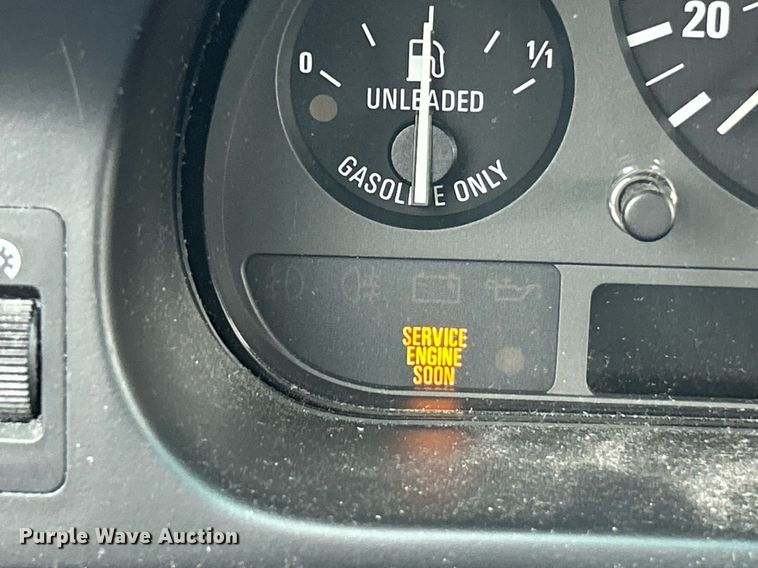 20
0
1/1
UNLEADED
GASOLINE ONLY
SERVICE
ENGINE
SOON
Purple Wave Auction